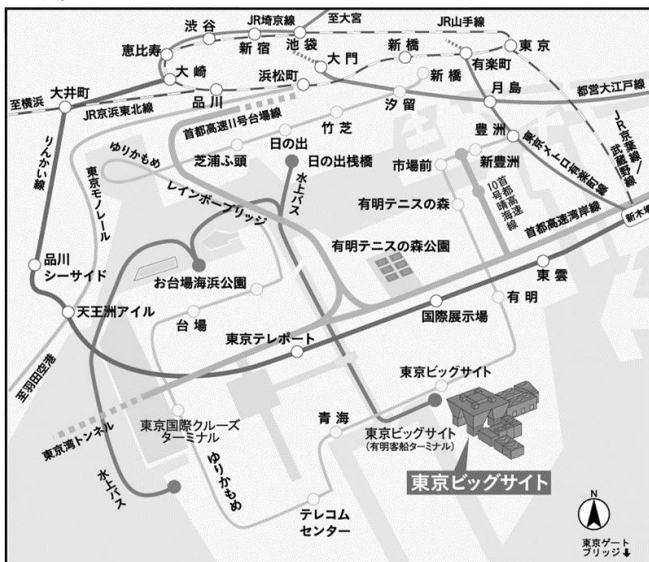 渋谷
JR埼京線
至大宮
恵比寿
新宿
池袋
大門
新橋
JR山手線
東京
有楽町
大崎
浜松町
新橋
大井町
至横浜
JR京浜東北線
品川
汐留
月島
都営大江戸線
首都高速11号台場線
竹芝
日の出
豊洲
東京メトロ有楽町線
JR京葉線/
武蔵野線
りんかい線
ゆりかもめ
東京モノレール
芝浦ふ頭
日の出桟橋
水上バス
市場前
新豊洲
レインボーブリッジ
10号晴海線
首都高速
有明テニスの森
首都高速湾岸線
新木場
品川
シーサイド
有明テニスの森公園
お台場海浜公園
東雲
天王洲アイル
台場
有明
国際展示場
東京テレポート
至羽田空港
東京ビッグサイト
東京国際クルーズ
ターミナル
青海
東京ビッグサイト
(有明客船ターミナル)
東京湾トンネル
水上バス
ゆりかもめ
東京ビッグサイト
テレコム
センター
N
東京ゲート
ブリッジ⬇